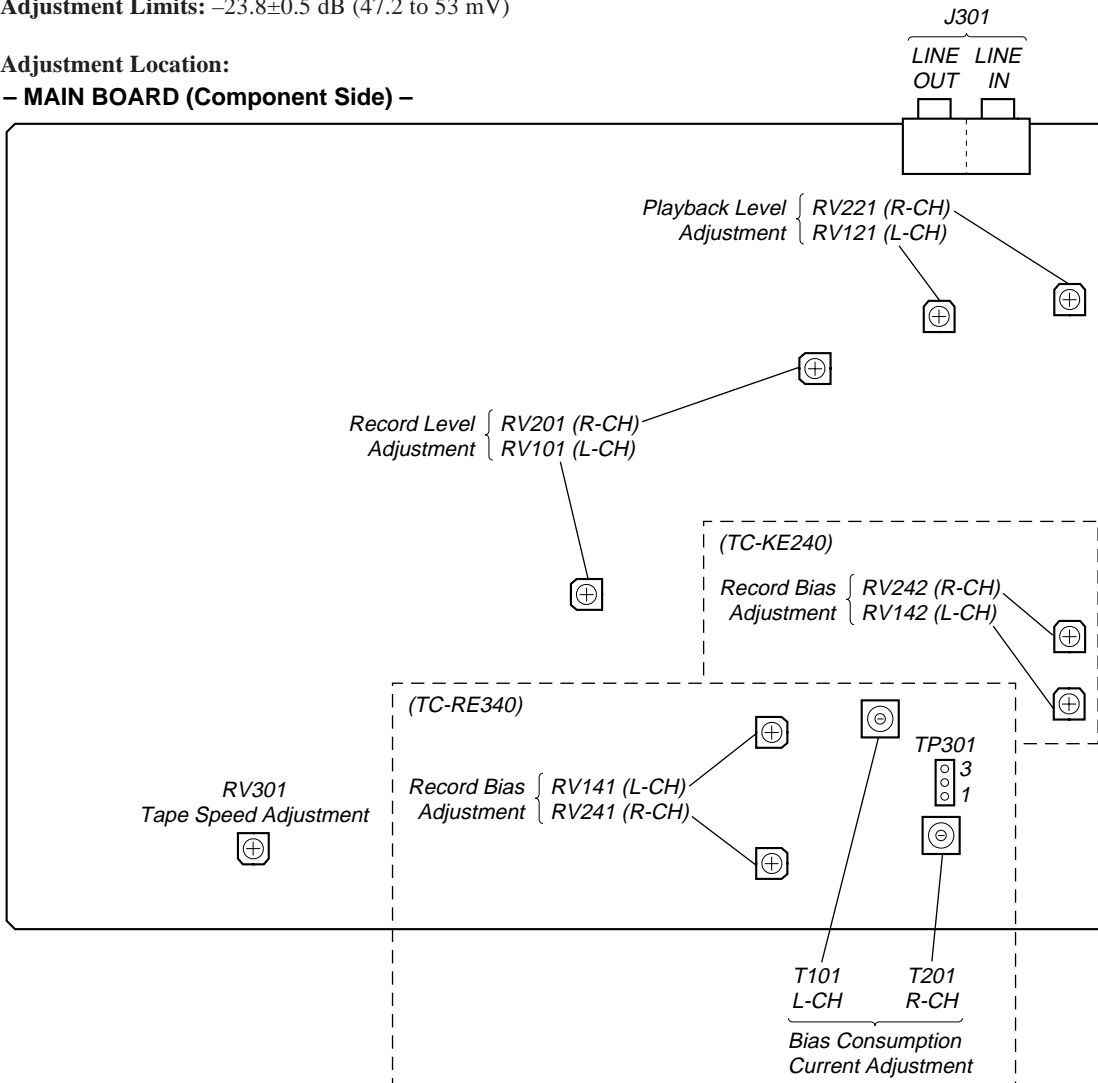 Adjustment Limits: –23.8±0.5 dB (47.2 to 53 mV)
J301
LINE OUT
LINE IN
Adjustment Location:
– MAIN BOARD (Component Side) –
Playback Level Adjustment
RV221 (R-CH)
RV121 (L-CH)
Record Level Adjustment
RV201 (R-CH)
RV101 (L-CH)
(TC-KE240)
Record Bias Adjustment
RV242 (R-CH)
RV142 (L-CH)
(TC-RE340)
TP301
3
1
Record Bias Adjustment
RV141 (L-CH)
RV241 (R-CH)
RV301
Tape Speed Adjustment
T101
L-CH
T201
R-CH
Bias Consumption
Current Adjustment